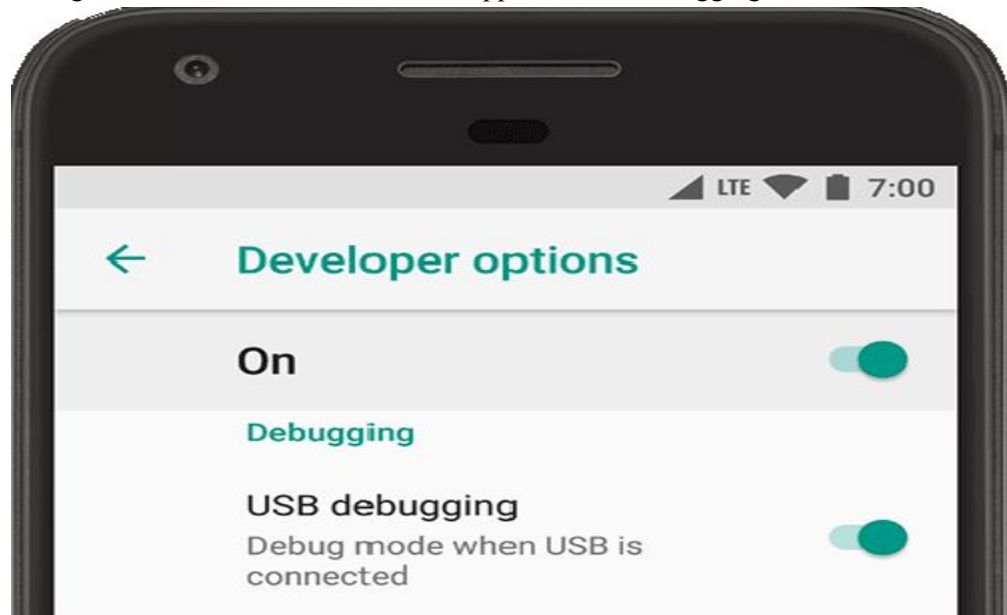 LTE 7:00
Developer options
On
Debugging
USB debugging
Debug mode when USB is
connected